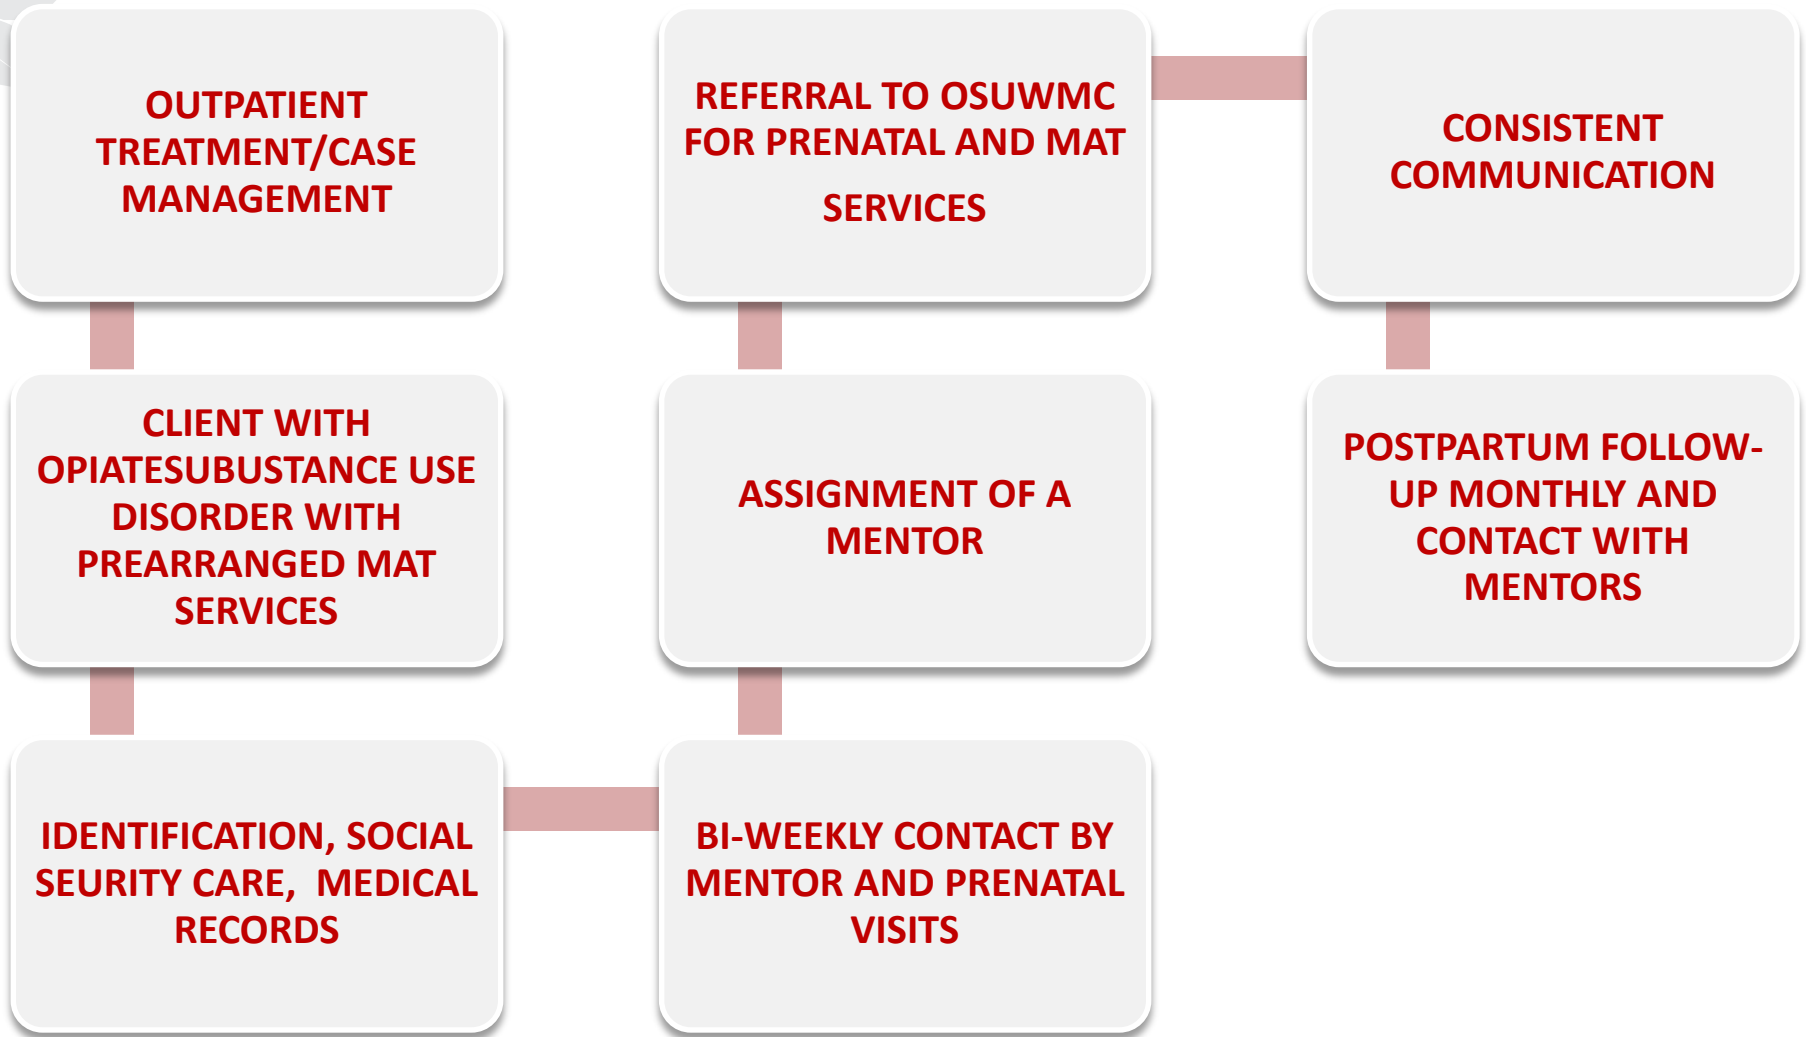 OUTPATIENT
TREATMENT/CASE
MANAGEMENT
CLIENT WITH
OPIATESUBUSTANCE USE
DISORDER WITH
PREARRANGED MAT
SERVICES
IDENTIFICATION, SOCIAL
SEURITY CARE, MEDICAL
RECORDS
BI-WEEKLY CONTACT BY
MENTOR AND PRENATAL
VISITS
ASSIGNMENT OF A
MENTOR
REFERRAL TO OSUWMC
FOR PRENATAL AND MAT
SERVICES
CONSISTENT
COMMUNICATION
POSTPARTUM FOLLOW-
UP MONTHLY AND
CONTACT WITH
MENTORS